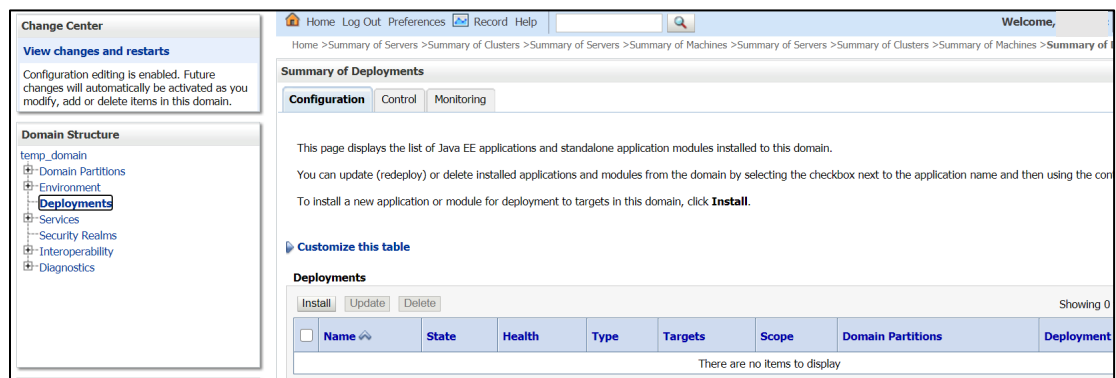 Change Center
View changes and restarts
Configuration editing is enabled. Future
changes will automatically be activated as you
modify, add or delete items in this domain.
Domain Structure
temp_domain
Domain Partitions
Environment
Deployments
Services
Security Realms
Interoperability
Diagnostics
Home Log Out Preferences Record Help
Welcome,
Home >Summary of Servers >Summary of Clusters >Summary of Servers >Summary of Machines >Summary of Servers >Summary of Clusters >Summary of Machines >Summary of
Summary of Deployments
Configuration Control Monitoring
This page displays the list of Java EE applications and standalone application modules installed to this domain.
You can update (redeploy) or delete installed applications and modules from the domain by selecting the checkbox next to the application name and then using the
To install a new application or module for deployment to targets in this domain, click Install.
Customize this table
Deployments
Install Update Delete
Showing 0
Name State Health Type Targets Scope Domain Partitions Deployment
There are no items to display